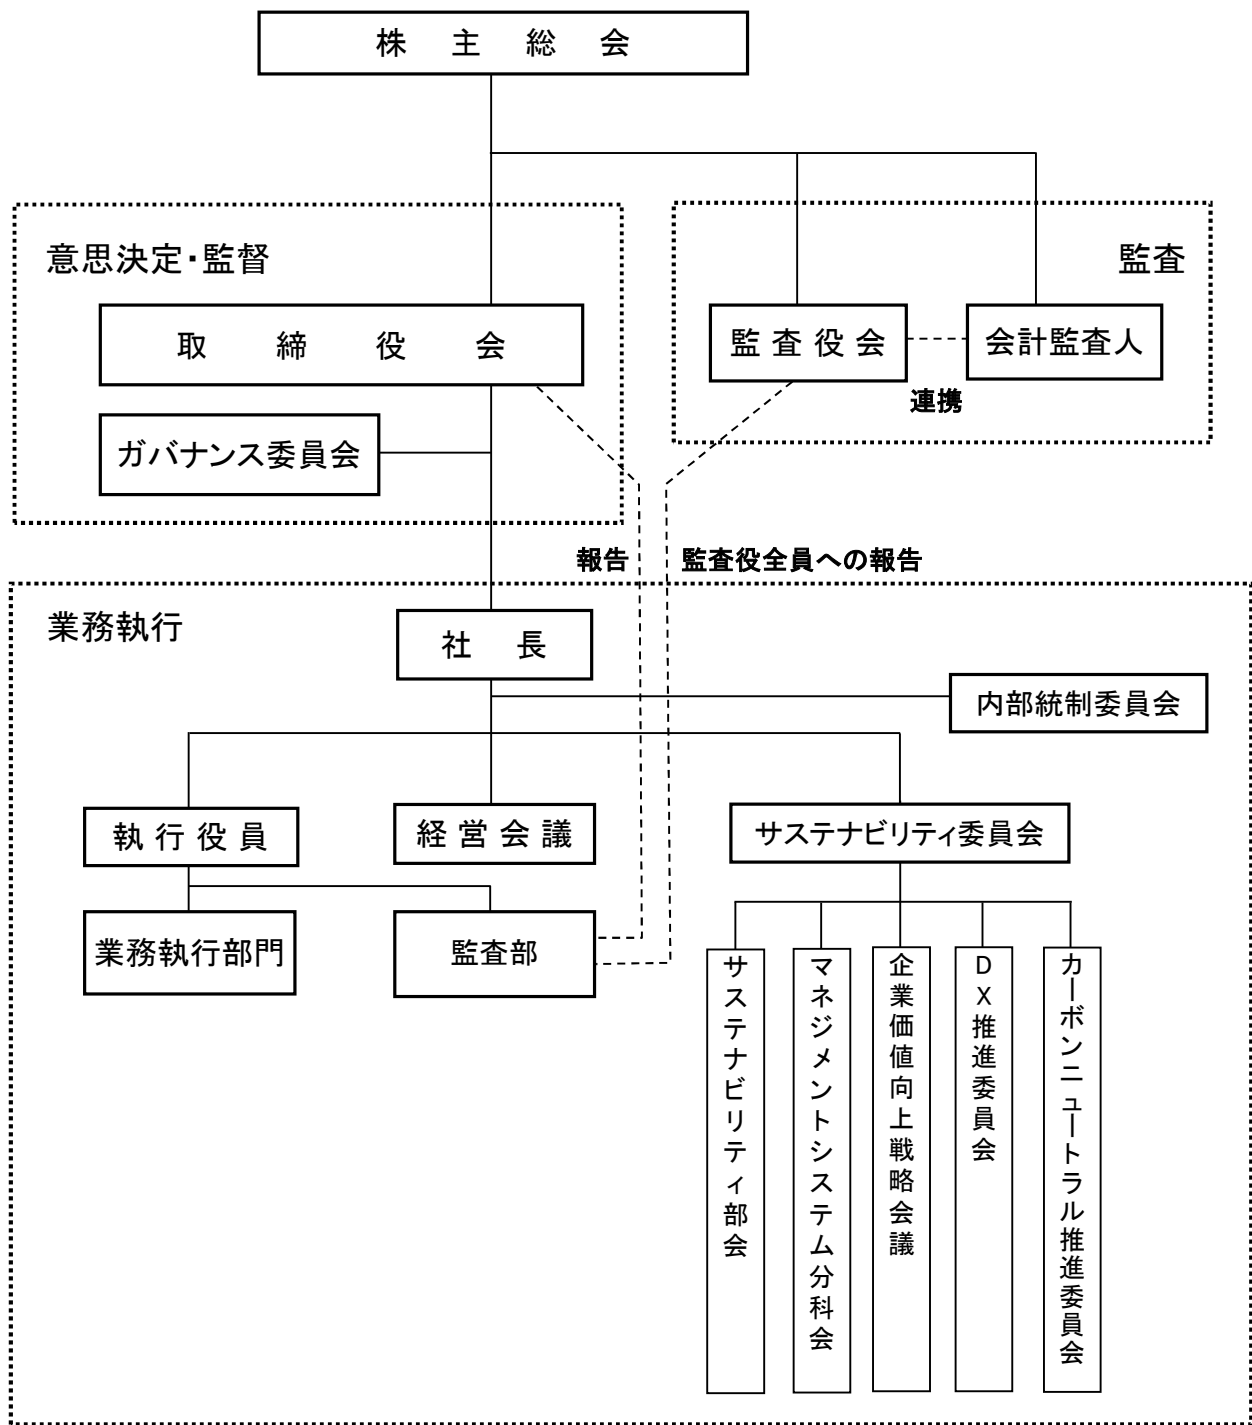 株主総会
意思決定・監督
監査
取締役会
監査役会
会計監査人
連携
ガバナンス委員会
報告
監査役全員への報告
業務執行
社長
内部統制委員会
執行役員
経営会議
サステナビリティ委員会
業務執行部門
監査部
サステナビリティ部会
マネジメントシステム分科会
企業価値向上戦略会議
DX推進委員会
カーボンニュートラル推進委員会